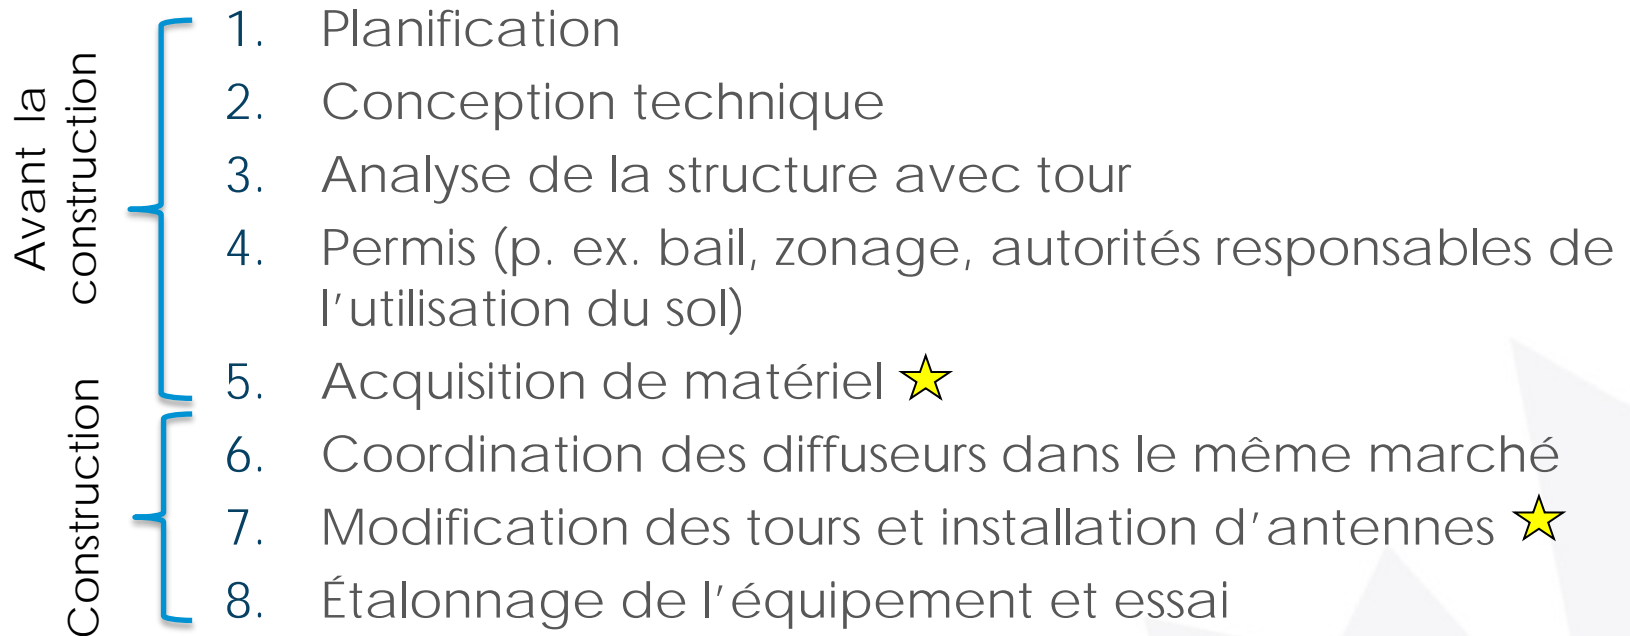 Avant la
construction
1. Planification
2. Conception technique
3. Analyse de la structure avec tour
4. Permis (p. ex. bail, zonage, autorités responsables de
l’utilisation du sol)
5. Acquisition de matériel
Construction
6. Coordination des diffuseurs dans le même marché
7. Modification des tours et installation d’antennes
8. Étalonnage de l’équipement et essai